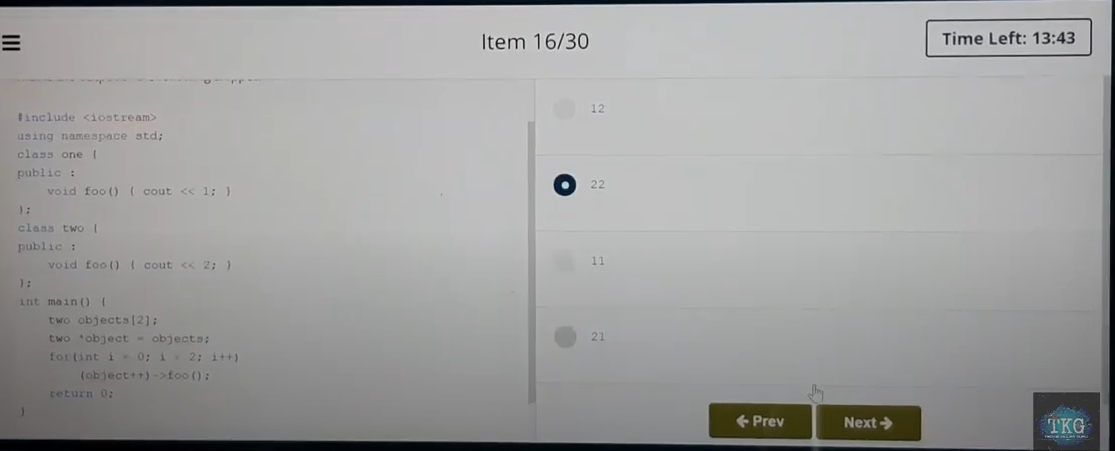 Item 16/30
Time Left: 13:43
#include <iostream>
using namespace std;
class one {
public :
void foo() { cout << 1; }
};
class two {
public :
void foo() { cout << 2; }
};
int main() {
two objects[2];
two *object = objects;
for(int i = 0; i < 2; i++)
(object++)->foo();
return 0;
}
12
22
11
21
← Prev
Next →
TKG